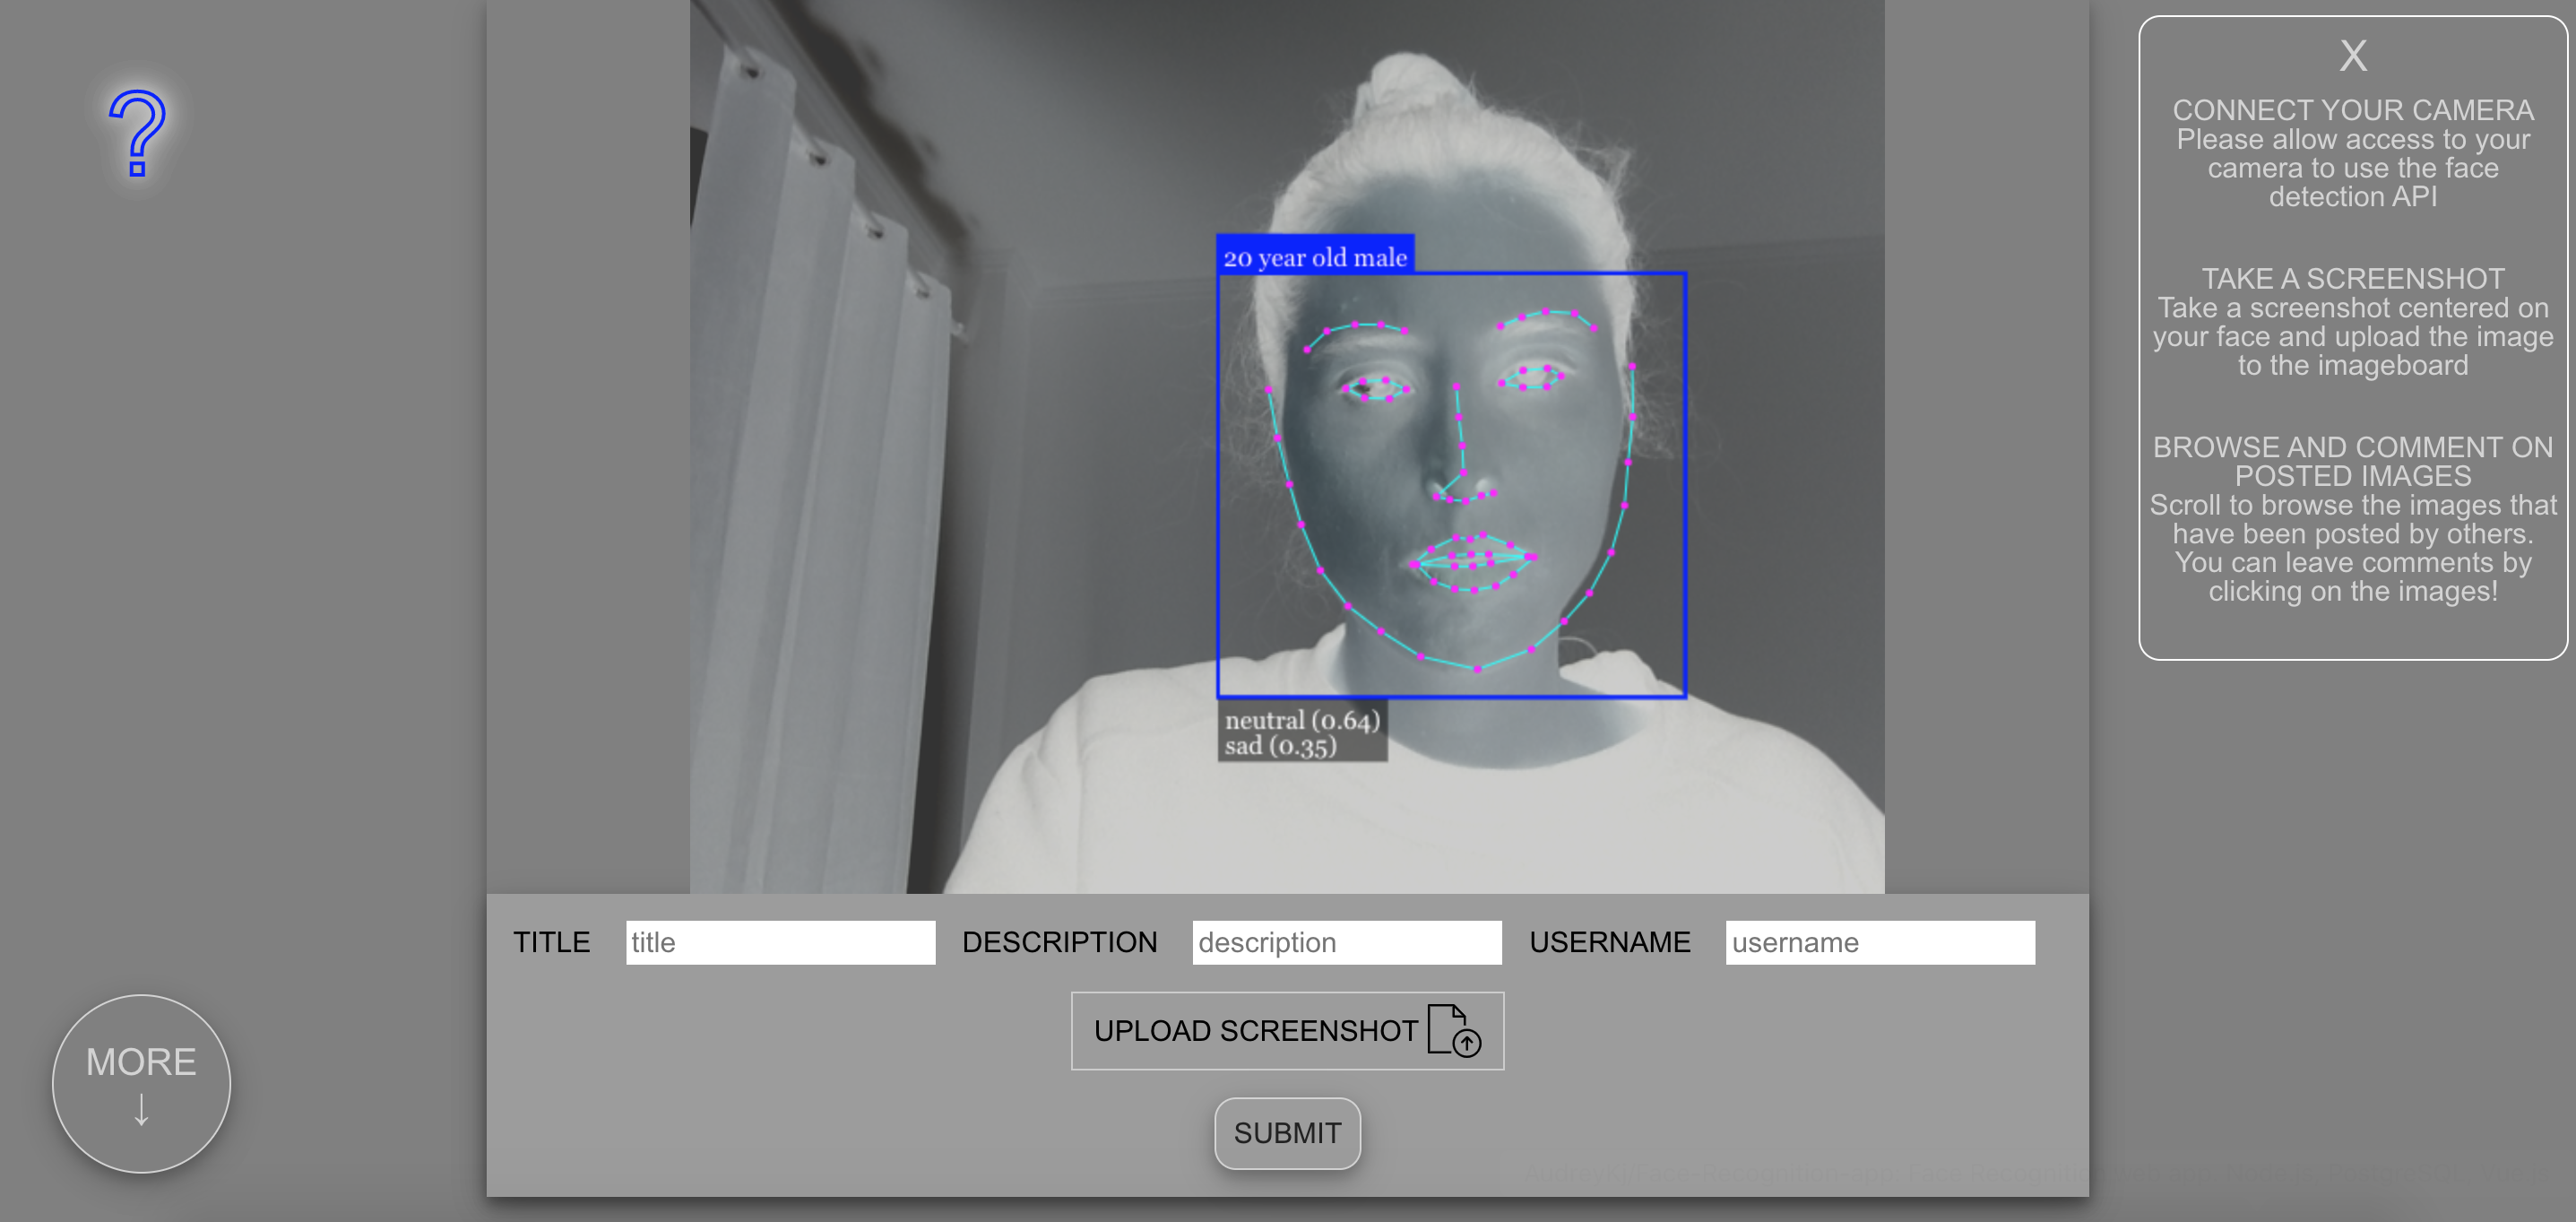 ?
20 year old male
neutral (0.64)
sad (0.35)
TITLE title DESCRIPTION description USERNAME username
UPLOAD SCREENSHOT
SUBMIT
MORE
↓
X
CONNECT YOUR CAMERA
Please allow access to your
camera to use the face
detection API
TAKE A SCREENSHOT
Take a screenshot centered on
your face and upload the image
to the imageboard
BROWSE AND COMMENT ON
POSTED IMAGES
Scroll to browse the images that
have been posted by others.
You can leave comments by
clicking on the images!